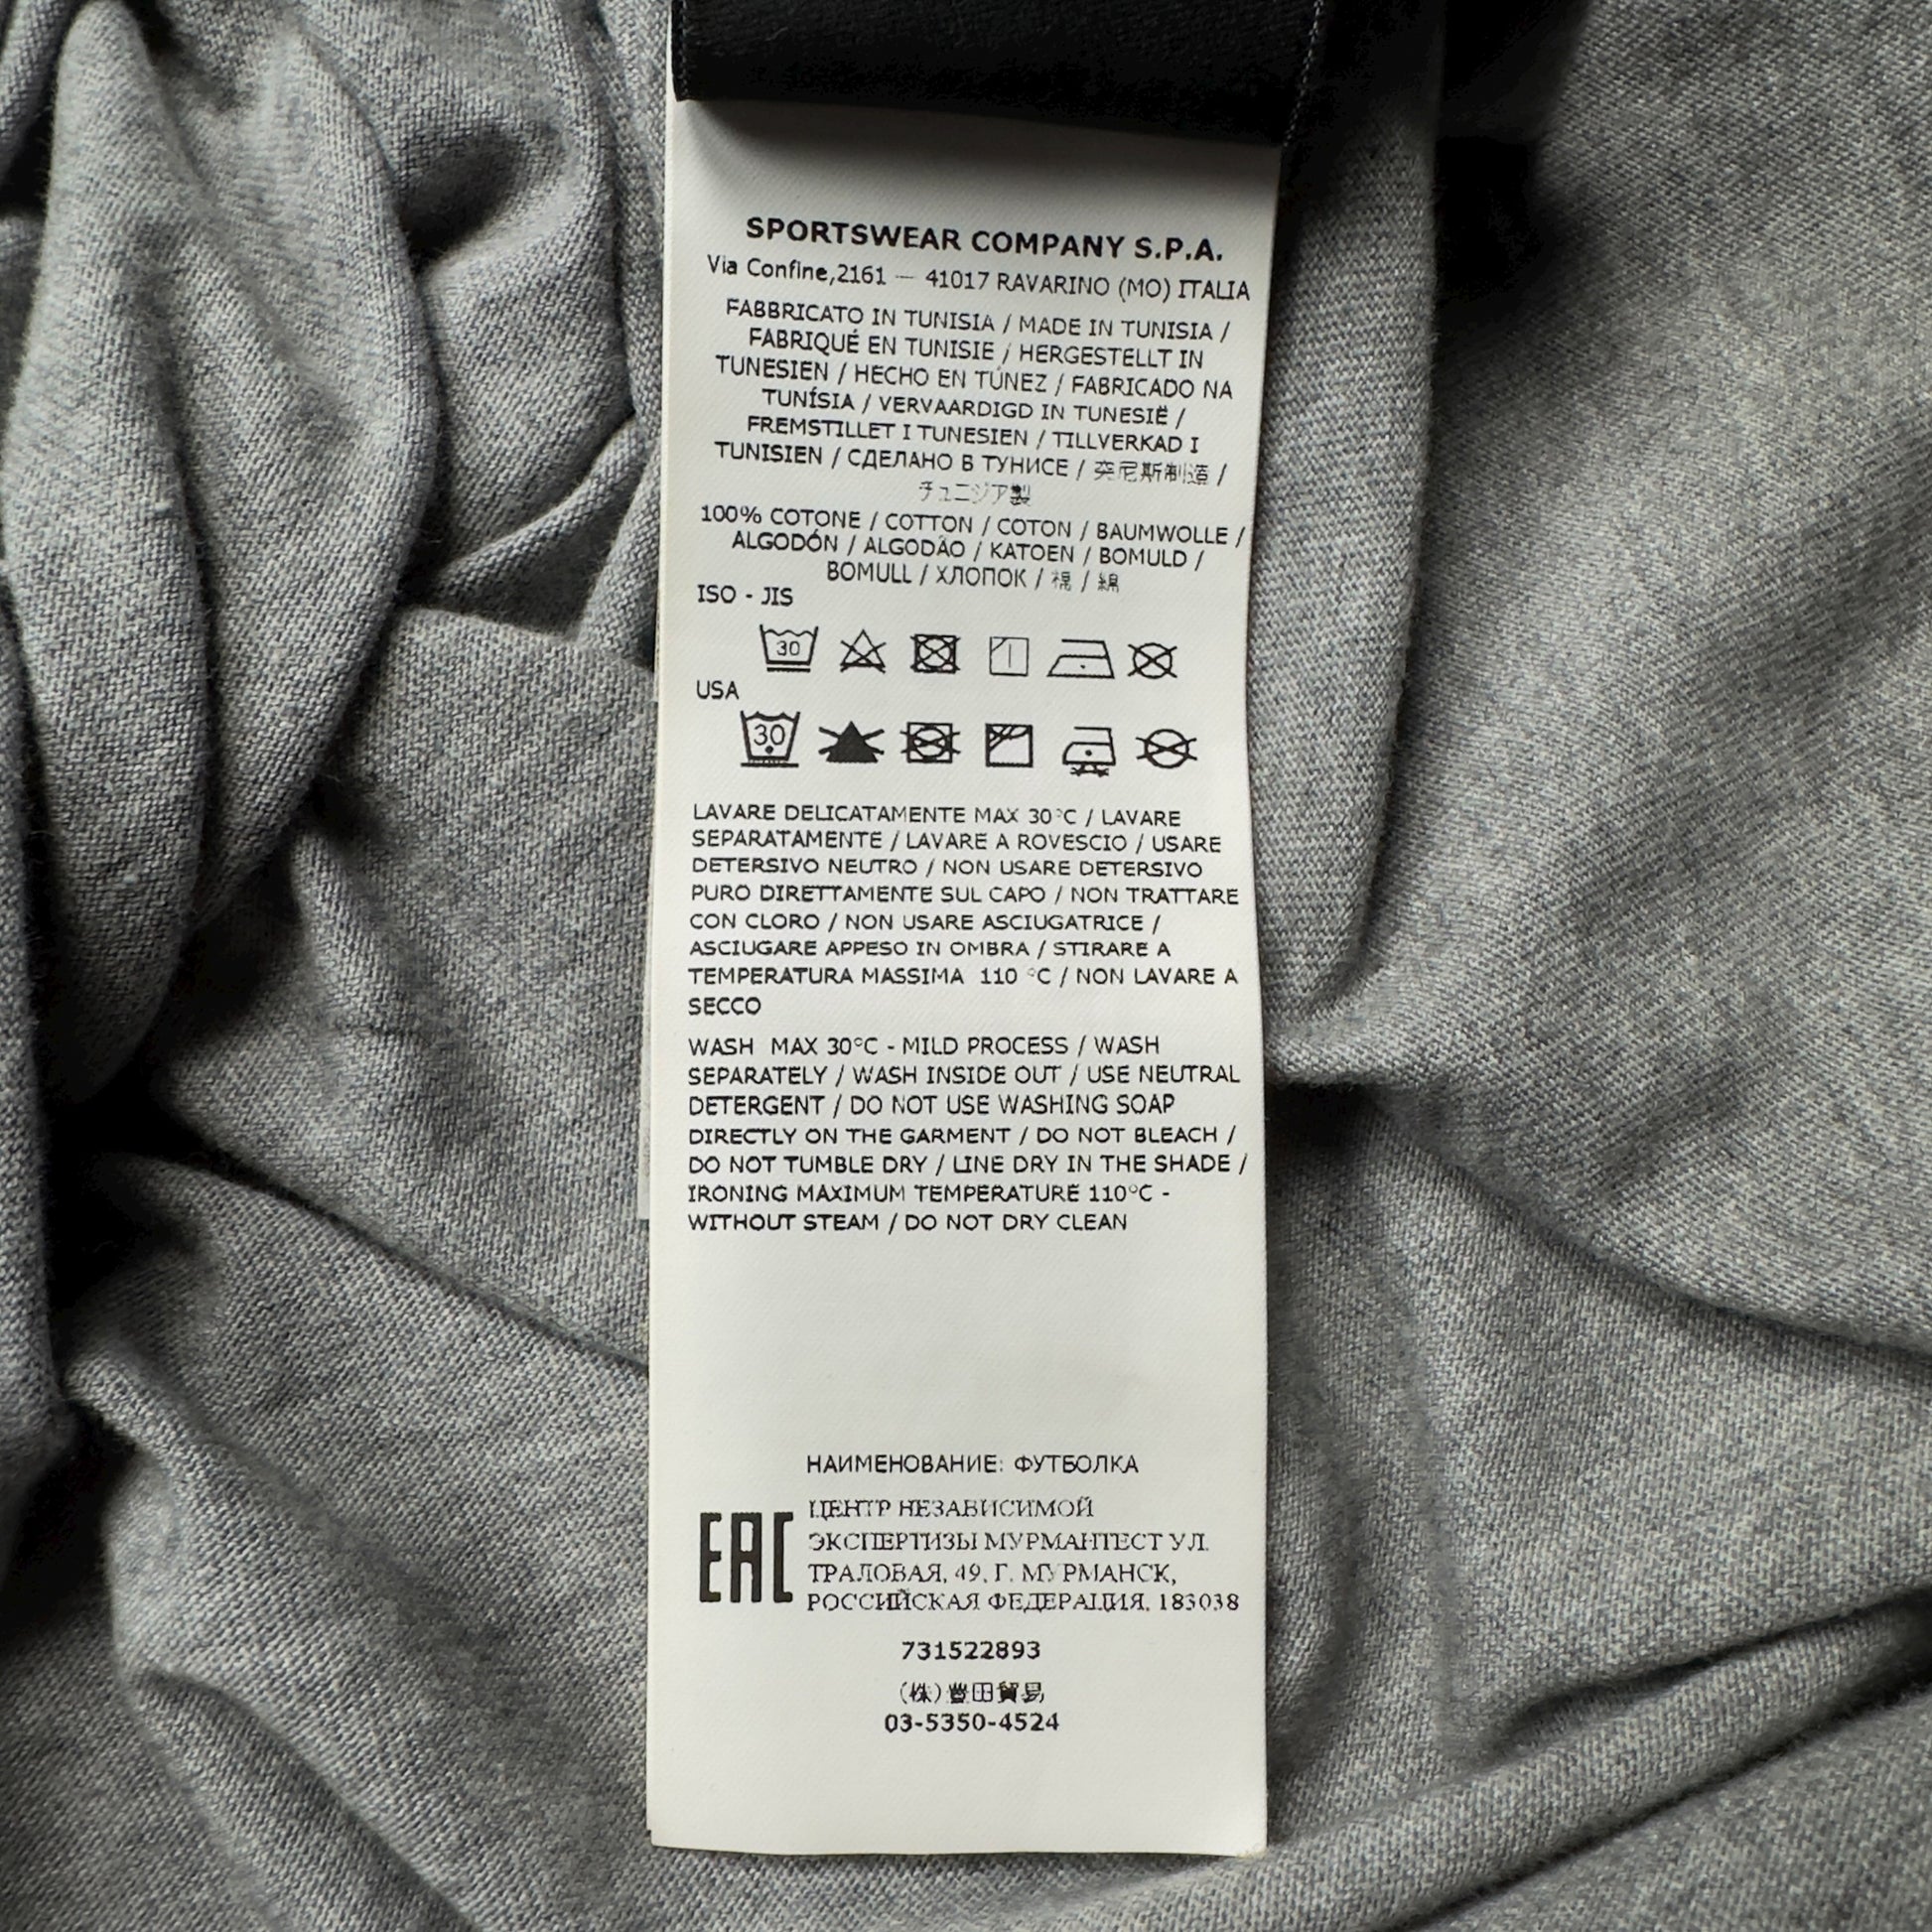 SPORTSWEAR COMPANY S.P.A.
Via Confine,2161 — 41017 RAVARINO (MO) ITALIA
FABBRICATO IN TUNISIA / MADE IN TUNISIA /
FABRIQUÉ EN TUNISIE / HERGESTELLT IN
TUNESIEN / HECHO EN TÚNEZ / FABRICADO NA
TUNÍSIA / VERVAARDIGD IN TUNESIË /
FREMSTILLET I TUNESIEN / TILLVERKAD I
TUNISIEN / СДЕЛАНО В ТУНИСЕ / 突尼斯制造 /
チュニジア製
100% COTONE / COTTON / COTON / BAUMWOLLE /
ALGODÓN / ALGODÃO / KATOEN / BOMULD /
BOMULL / ХЛОПОК / 棉 / 綿
ISO - JIS
30
USA
30
LAVARE DELICATAMENTE MAX 30°C / LAVARE
SEPARATAMENTE / LAVARE A ROVESCIO / USARE
DETERSIVO NEUTRO / NON USARE DETERSIVO
PURO DIRETTAMENTE SUL CAPO / NON TRATTARE
CON CLORO / NON USARE ASCIUGATRICE /
ASCIUGARE APPESO IN OMBRA / STIRARE A
TEMPERATURA MASSIMA 110 °C / NON LAVARE A
SECCO
WASH MAX 30°C - MILD PROCESS / WASH
SEPARATELY / WASH INSIDE OUT / USE NEUTRAL
DETERGENT / DO NOT USE WASHING SOAP
DIRECTLY ON THE GARMENT / DO NOT BLEACH /
DO NOT TUMBLE DRY / LINE DRY IN THE SHADE /
IRONING MAXIMUM TEMPERATURE 110°C -
WITHOUT STEAM / DO NOT DRY CLEAN
НАИМЕНОВАНИЕ: ФУТБОЛКА
EAC
ЦЕНТР НЕЗАВИСИМОЙ
ЭКСПЕРТИЗЫ МУРМАНТЕСТ УЛ.
ТРАЛОВАЯ, 49, Г. МУРМАНСК,
РОССИЙСКАЯ ФЕДЕРАЦИЯ, 183038
731522893
(株)豊田貿易
03-5350-4524